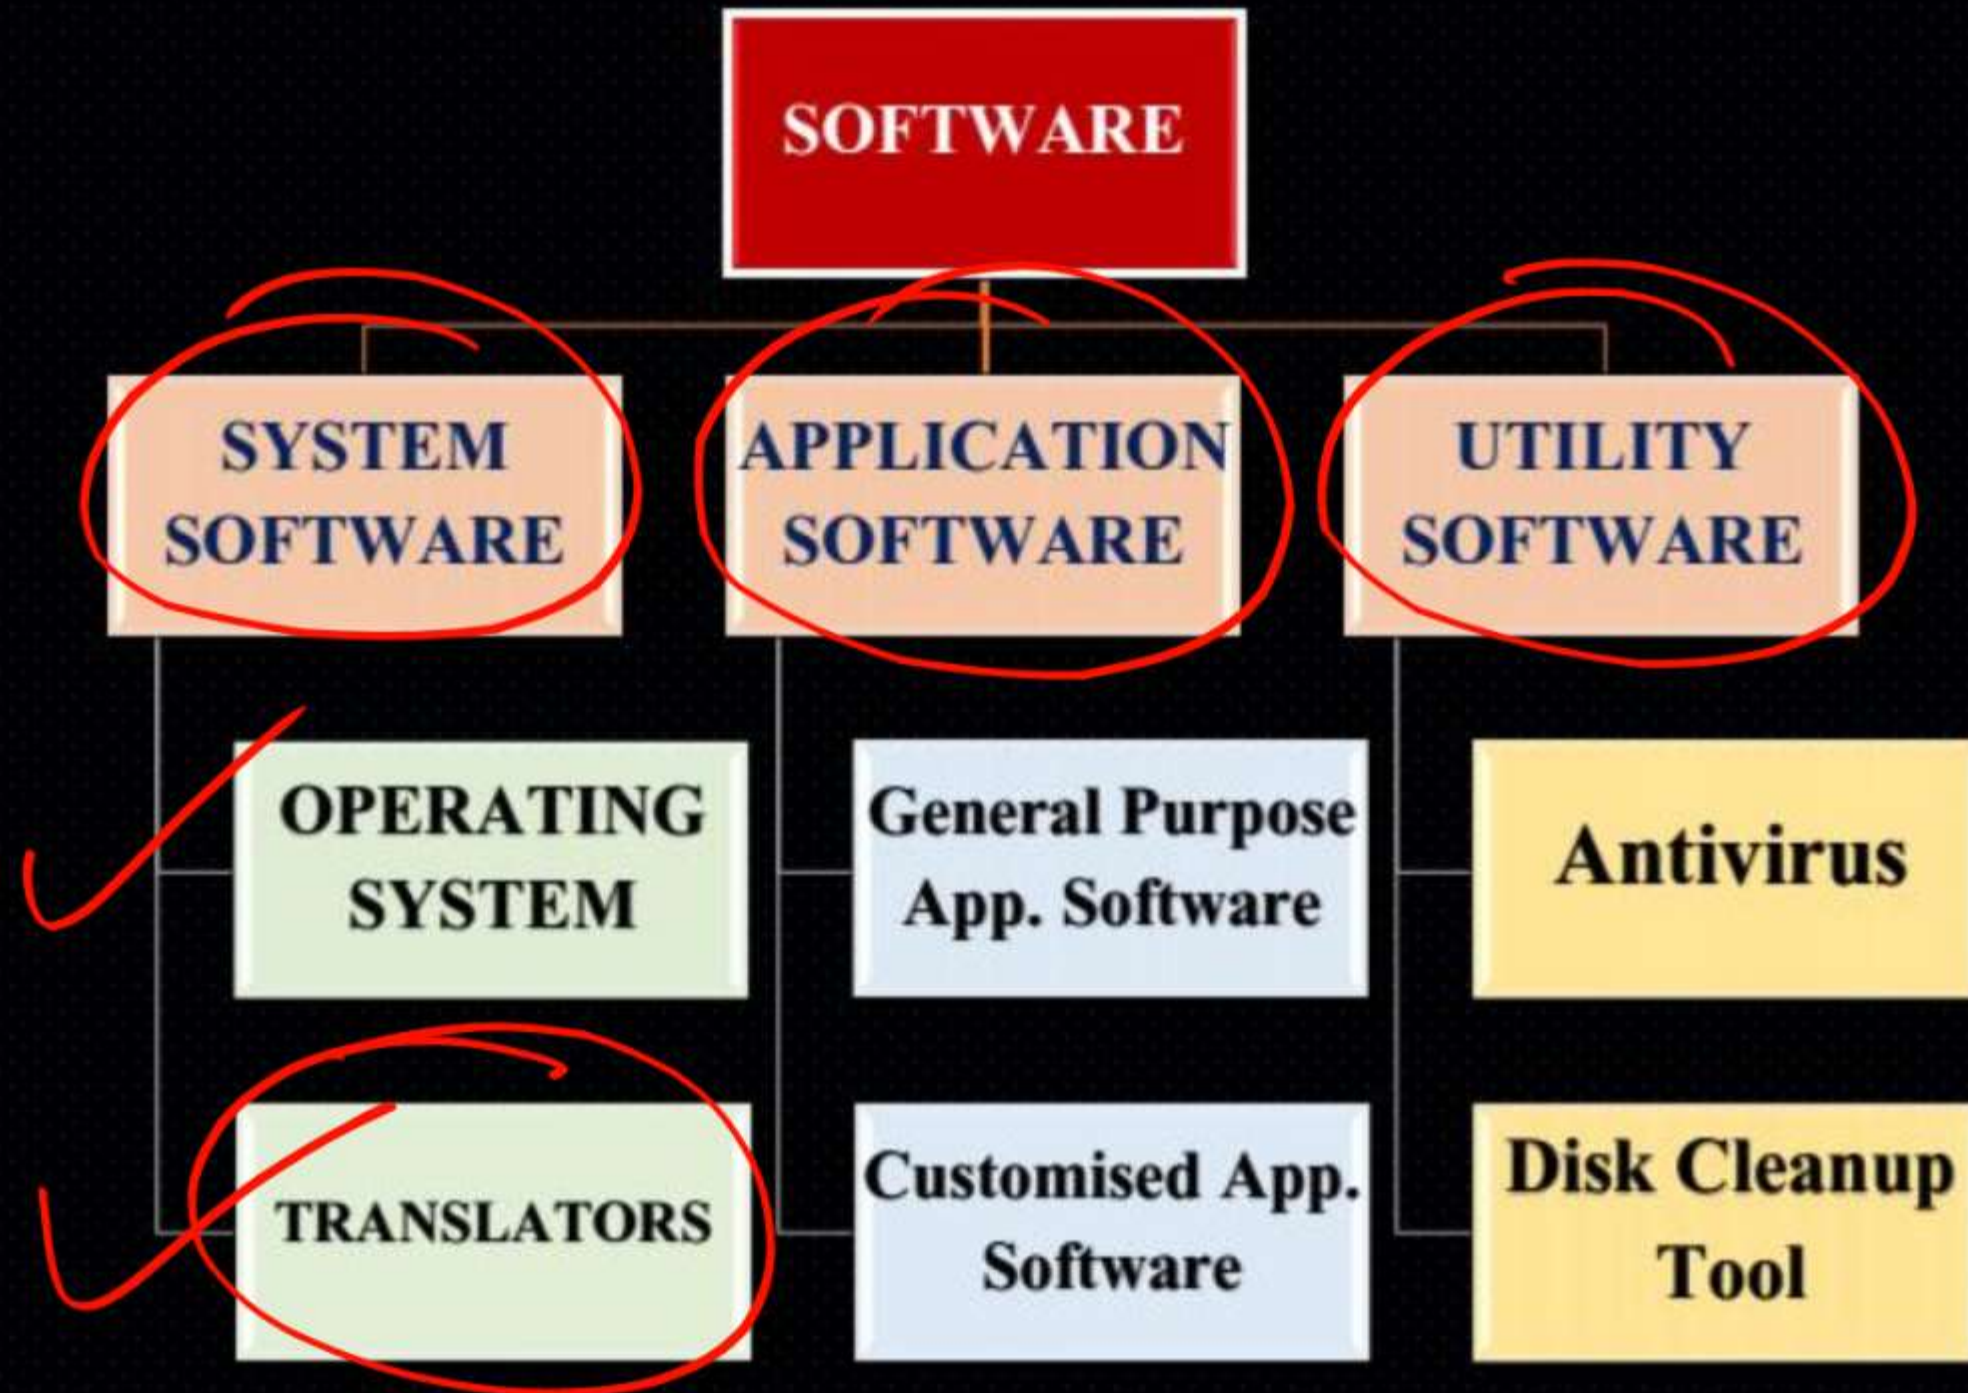 SOFTWARE
SYSTEM
SOFTWARE
APPLICATION
SOFTWARE
UTILITY
SOFTWARE
OPERATING
SYSTEM
General Purpose
App. Software
Antivirus
TRANSLATORS
Customised App.
Software
Disk Cleanup
Tool